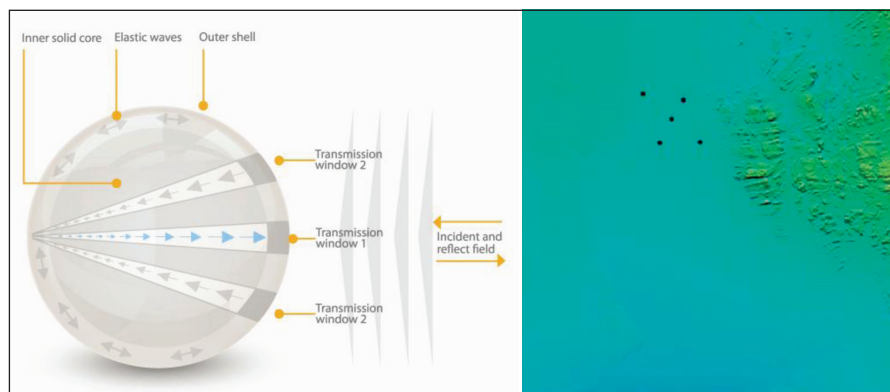 Inner solid core
Elastic waves
Outer shell
Transmission
window 2
Transmission
window 1
Incident and
reflect field
Transmission
window 2